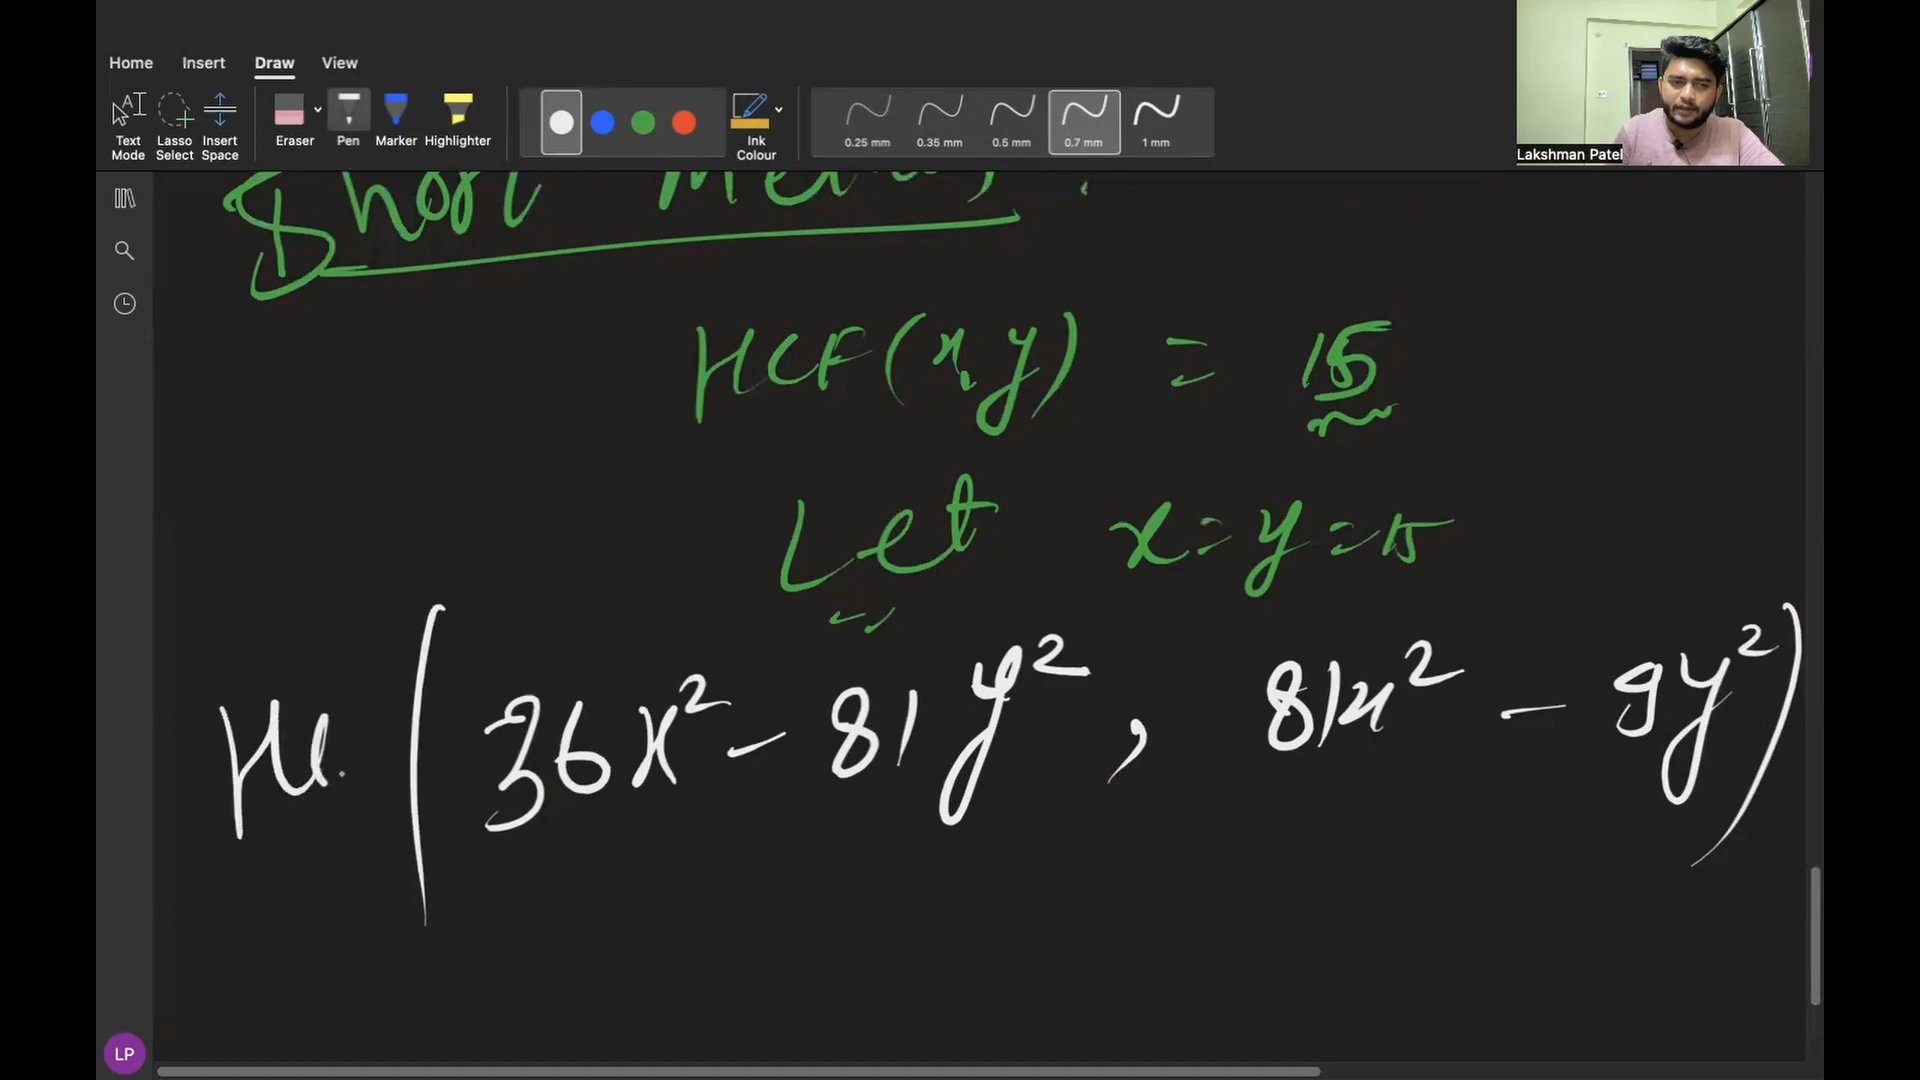 Home Insert Draw View
Text Mode Lasso Select Insert Space Eraser Pen Marker Highlighter Ink Colour 0.25 mm 0.35 mm 0.5 mm 0.7 mm 1 mm
Lakshman Patel
Short
HCF(x,y) = 15
Let x=y=15
(36x²-81y², 81x²-9y²)
LP